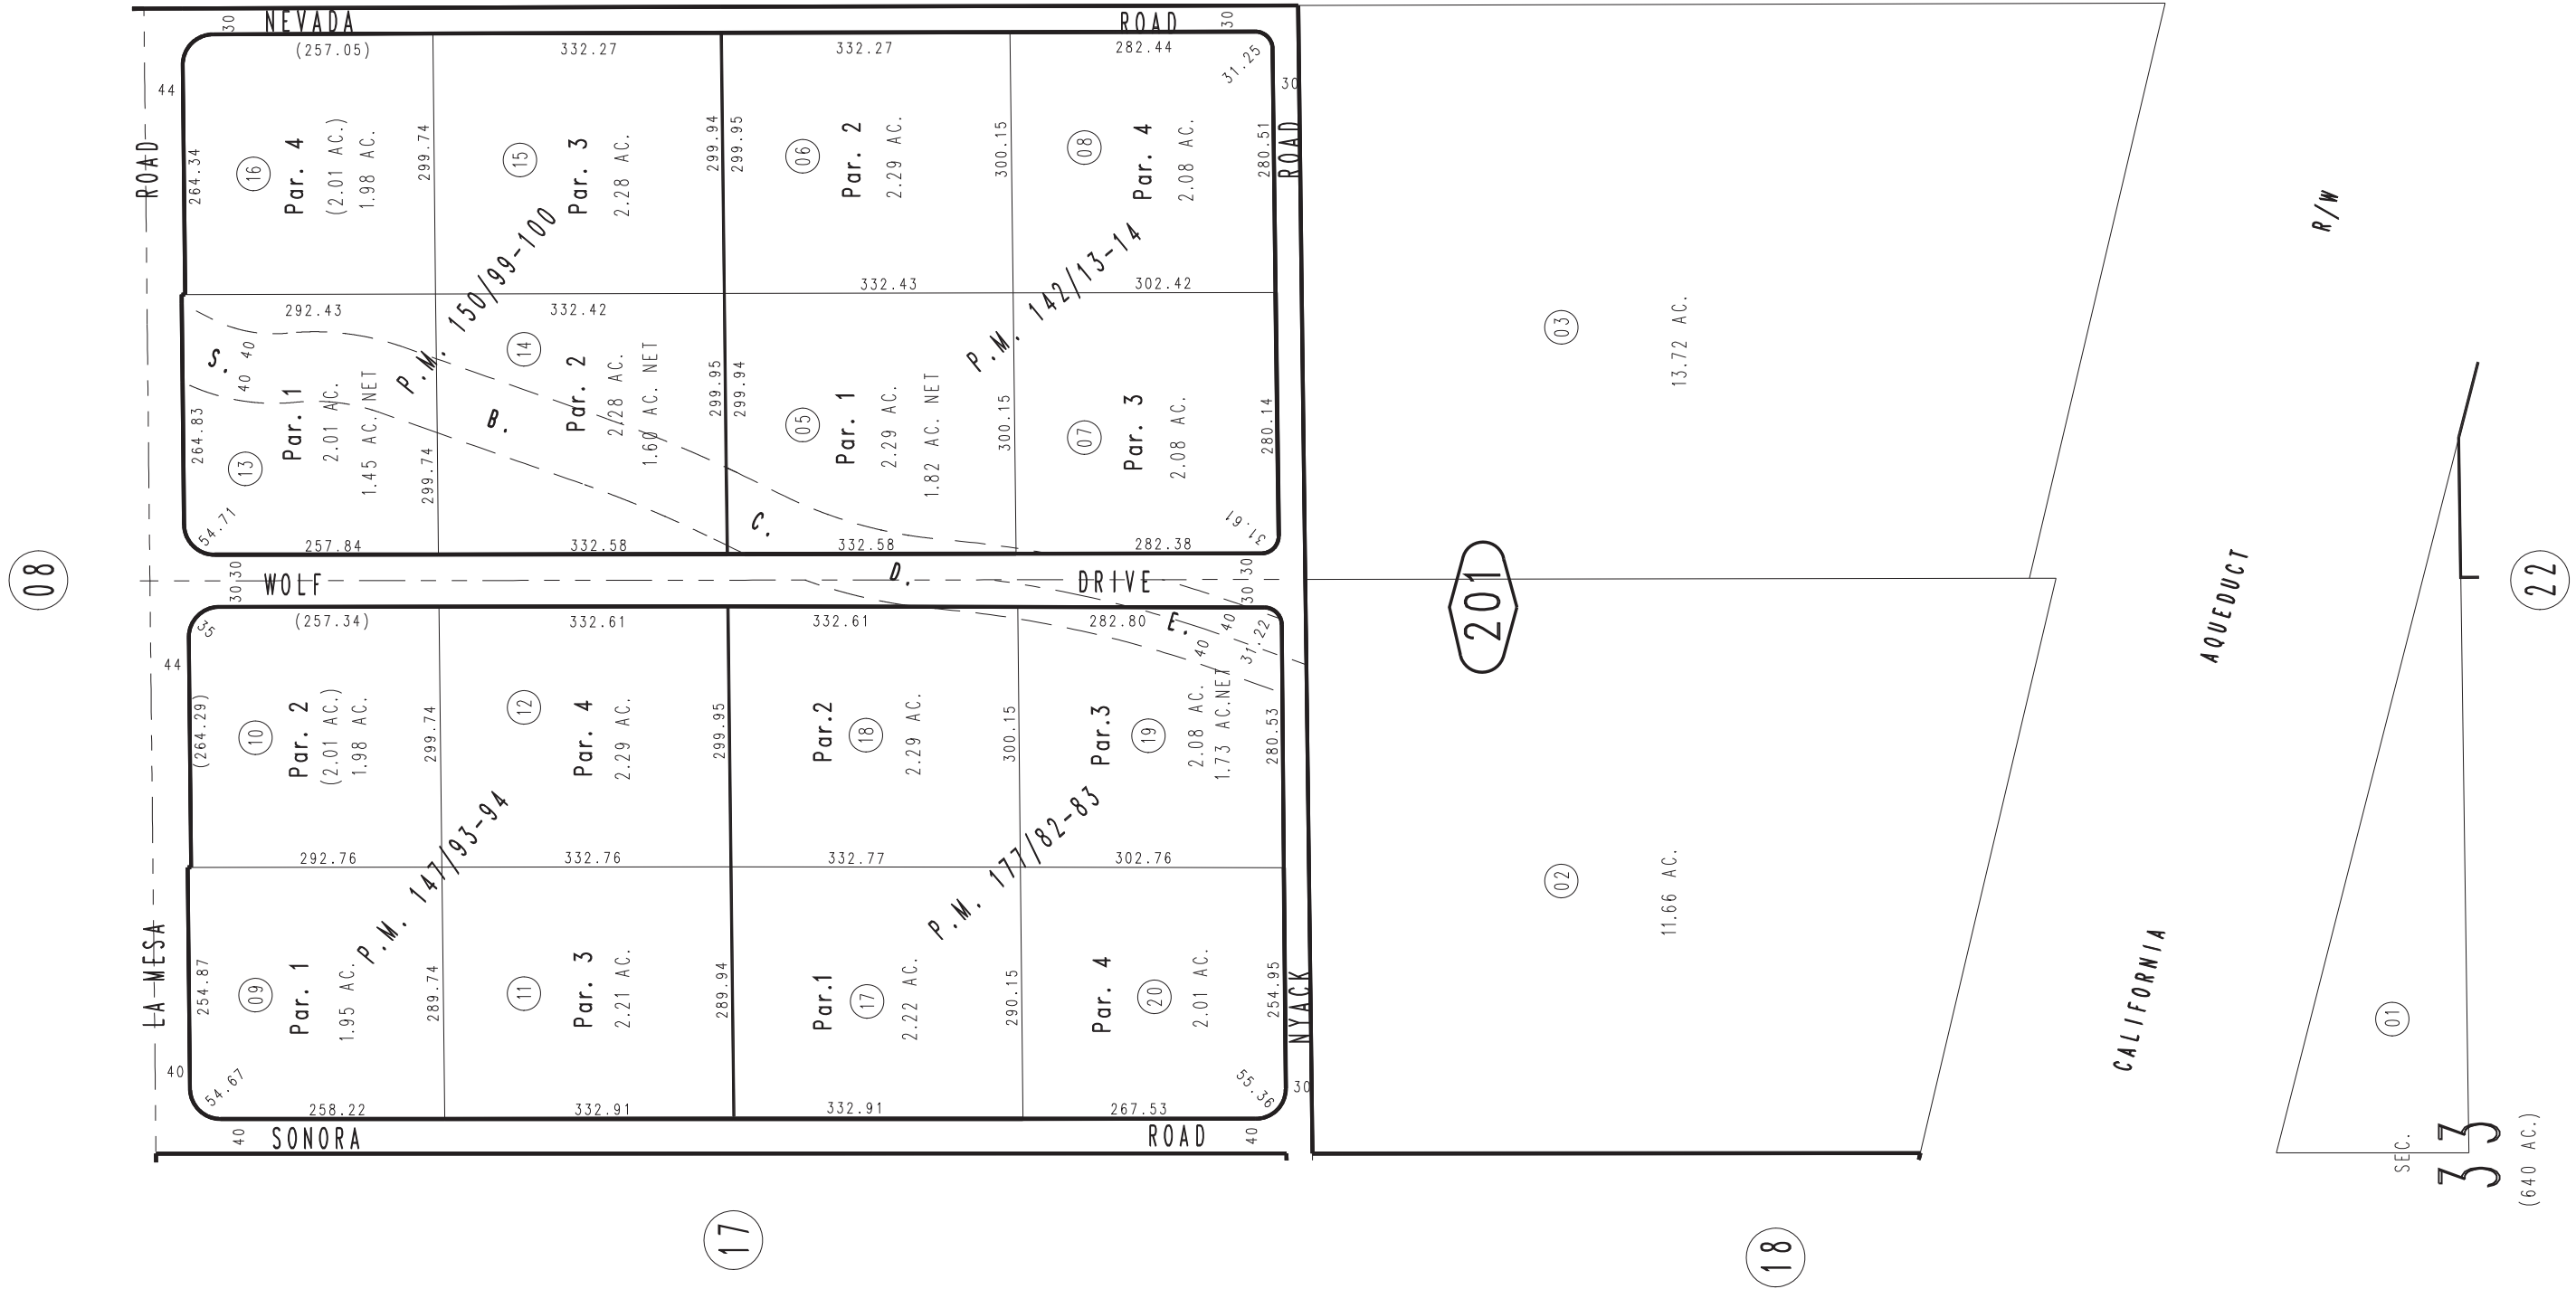 NEVADA ROAD
30
30
(257.05)
332.27
332.27
282.44
31.25
44
30
ROAD
264.34
16
Par. 4
(2.01 AC.)
1.98 AC.
299.74
15
Par. 3
2.28 AC.
299.94
299.95
06
Par. 2
2.29 AC.
300.15
08
Par. 4
2.08 AC.
280.51
ROAD
P.M. 150/99-100
P.M. 142/13-14
292.43
332.42
332.43
302.42
S.
40
40
264.83
13
Par. 1
2.01 AC.
1.45 AC. NET
299.74
B.
14
Par. 2
2.28 AC.
1.60 AC. NET
299.95
299.94
05
Par. 1
2.29 AC.
1.82 AC. NET
300.15
07
Par. 3
2.08 AC.
280.14
54.71
257.84
332.58
C.
332.58
282.38
31.61
08
30
30
WOLF DRIVE
D.
30
30
35
(257.34)
332.61
332.61
282.80
E.
40
40
31.22
44
(264.29)
10
Par. 2
(2.01 AC.)
1.98 AC.
299.74
12
Par. 4
2.29 AC.
299.95
Par.2
18
2.29 AC.
300.15
Par.3
19
2.08 AC.
1.73 AC.NET
280.53
P.M. 147/93-94
P.M. 177/82-83
292.76
332.76
332.77
302.76
LA MESA
254.87
09
Par. 1
1.95 AC.
289.74
11
Par. 3
2.21 AC.
289.94
Par.1
17
2.22 AC.
290.15
Par. 4
20
2.01 AC.
254.95
NYACK
40
54.67
258.22
332.91
332.91
267.53
55.36
30
40
SONORA ROAD
40
17
03
13.72 AC.
201
02
11.66 AC.
CALIFORNIA AQUEDUCT R/W
01
22
18
SEC.
33
(640 AC.)